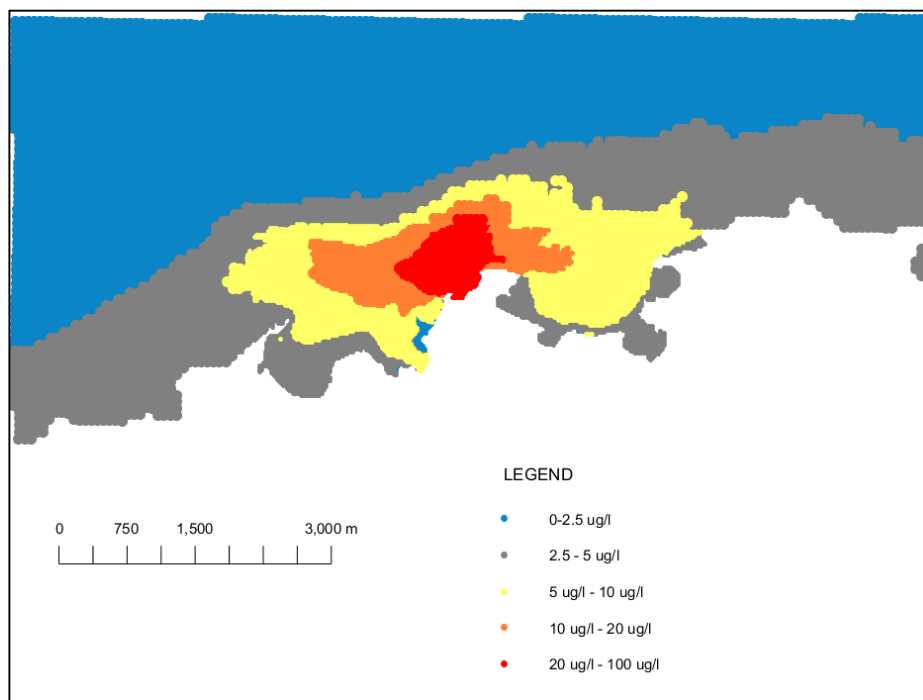 LEGEND
0 750 1,500 3,000 m
0-2.5 ug/l
2.5 - 5 ug/l
5 ug/l - 10 ug/l
10 ug/l - 20 ug/l
20 ug/l - 100 ug/l